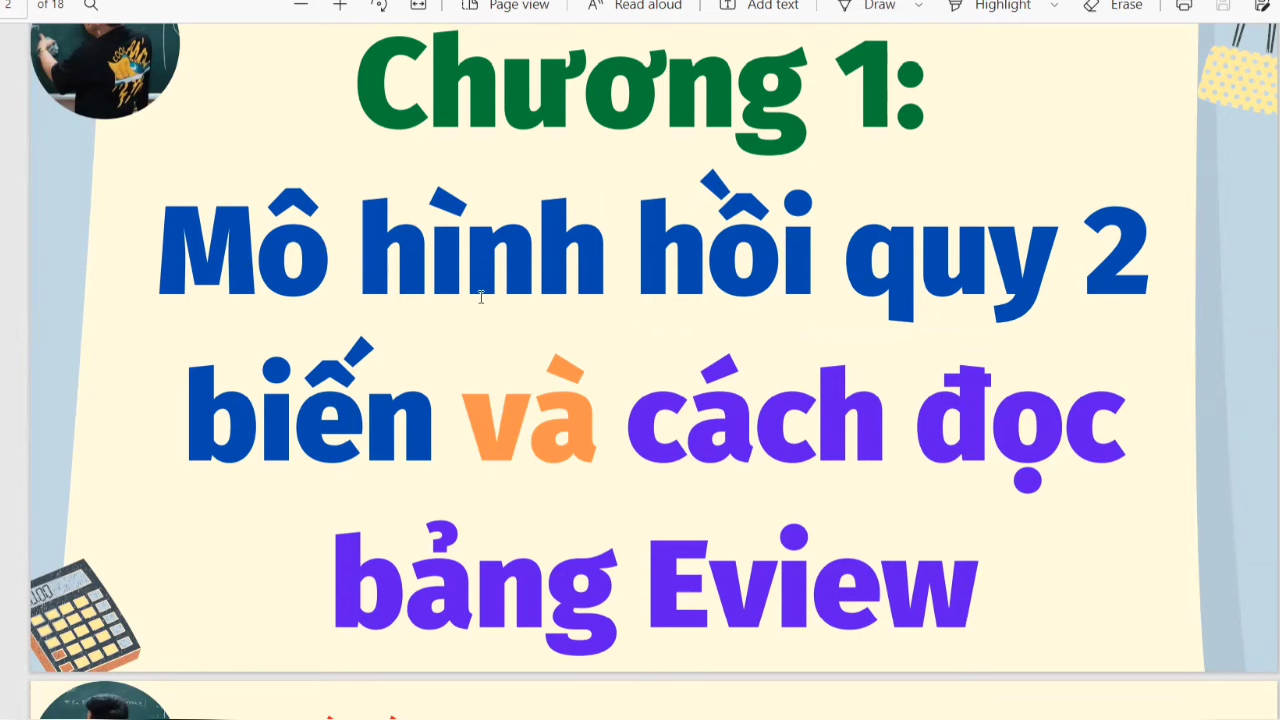 2 of 18 Page view Read aloud Add text Draw Highlight Erase
Chương 1:
Mô hình hồi quy 2
biến và cách đọc
bảng Eview